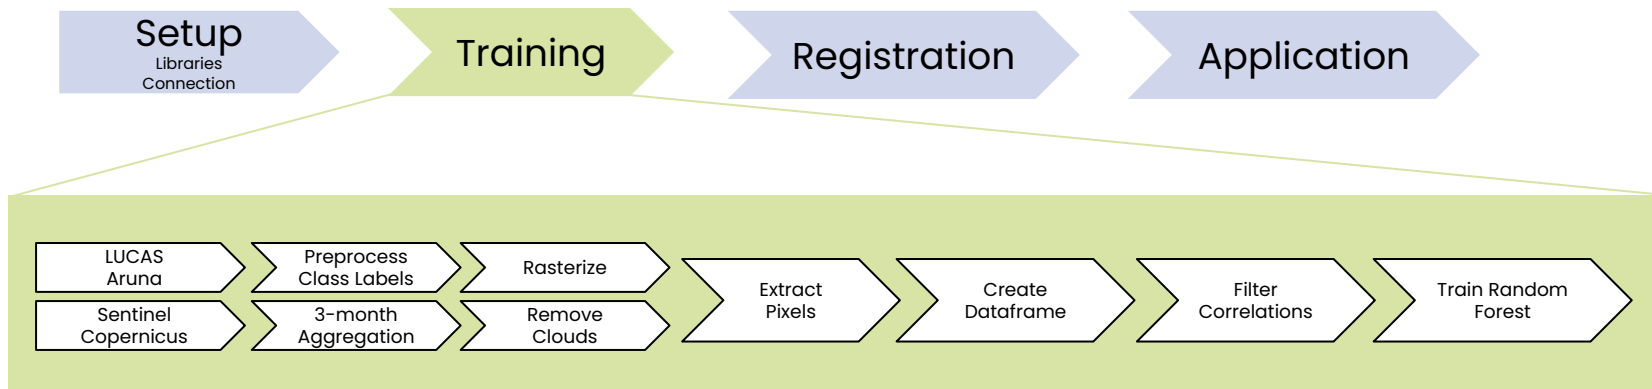 Setup
Libraries
Connection
Training
Registration
Application
LUCAS
Aruna
Preprocess
Class Labels
Rasterize
Sentinel
Copernicus
3-month
Aggregation
Remove
Clouds
Extract
Pixels
Create
Dataframe
Filter
Correlations
Train Random
Forest